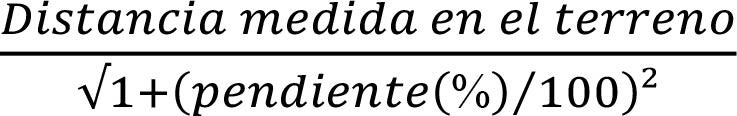 Distancia medida en el terreno
√1+(pendiente(%)/100)²